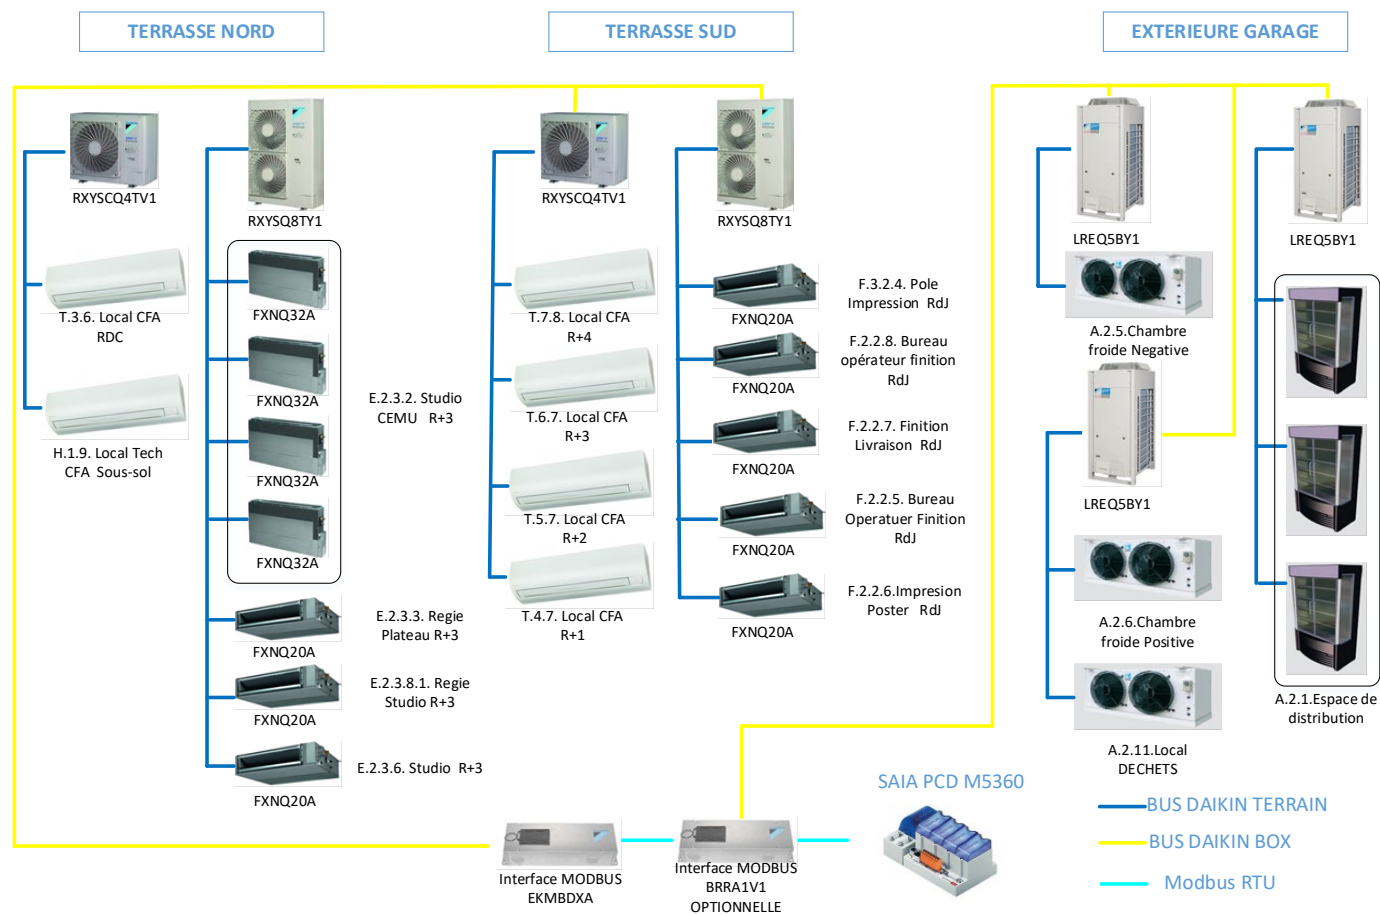 TERRASSE NORD
TERRASSE SUD
EXTERIEURE GARAGE
RXYSCQ4TV1
RXYSQ8TY1
T.3.6. Local CFA
RDC
H.1.9. Local Tech
CFA Sous-sol
FXNQ32A
FXNQ32A
FXNQ32A
FXNQ32A
E.2.3.2. Studio
CEMU R+3
FXNQ20A
E.2.3.3. Regie
Plateau R+3
FXNQ20A
E.2.3.8.1. Regie
Studio R+3
FXNQ20A
E.2.3.6. Studio R+3
RXYSCQ4TV1
RXYSQ8TY1
T.7.8. Local CFA
R+4
T.6.7. Local CFA
R+3
T.5.7. Local CFA
R+2
T.4.7. Local CFA
R+1
FXNQ20A
F.3.2.4. Pole
Impression RdJ
FXNQ20A
F.2.2.8. Bureau
opérateur finition
RdJ
FXNQ20A
F.2.2.7. Finition
Livraison RdJ
FXNQ20A
F.2.2.5. Bureau
Operatuer Finition
RdJ
FXNQ20A
F.2.2.6.Impresion
Poster RdJ
LREQ5BY1
A.2.5.Chambre
froide Negative
LREQ5BY1
A.2.6.Chambre
froide Positive
A.2.11.Local
DECHETS
LREQ5BY1
A.2.1.Espace de
distribution
Interface MODBUS
EKMBDXA
Interface MODBUS
BRRA1V1
OPTIONNELLE
SAIA PCD M5360
BUS DAIKIN TERRAIN
BUS DAIKIN BOX
Modbus RTU